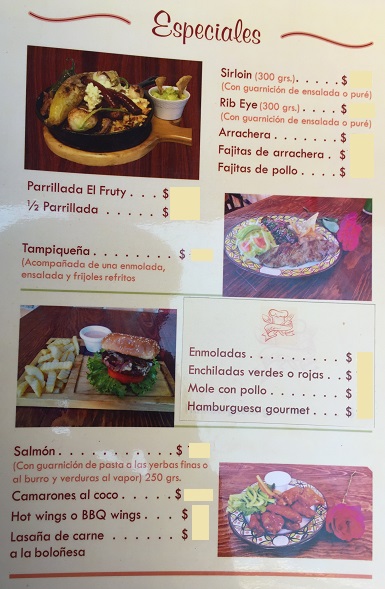 Especiales
Sirloin (300 grs.). . . . . $
(Con guarnición de ensalada o puré)
Rib Eye (300 grs.) . . . . $
(Con guarnición de ensalada o puré)
Arrachera . . . . . . . $
Fajitas de arrachera . $
Fajitas de pollo . . . . $
Parrillada El Fruty . . . $
½ Parrillada . . . . . $
Tampiqueña . . . . . . . . $
(Acompañada de una enmolada,
ensalada y frijoles refritos
Enmoladas . . . . . . . . . $
Enchiladas verdes o rojas . . $
Mole con pollo . . . . . . . $
Hamburguesa gourmet . . . $
Salmón . . . . . . . . . . . $
(Con guarnición de pasta a las yerbas finas o
al burro y verduras al vapor) 250 grs.
Camarones al coco . . . . . $
Hot wings o BBQ wings . . . . $
Lasaña de carne . . . . . . $
a la boloñesa